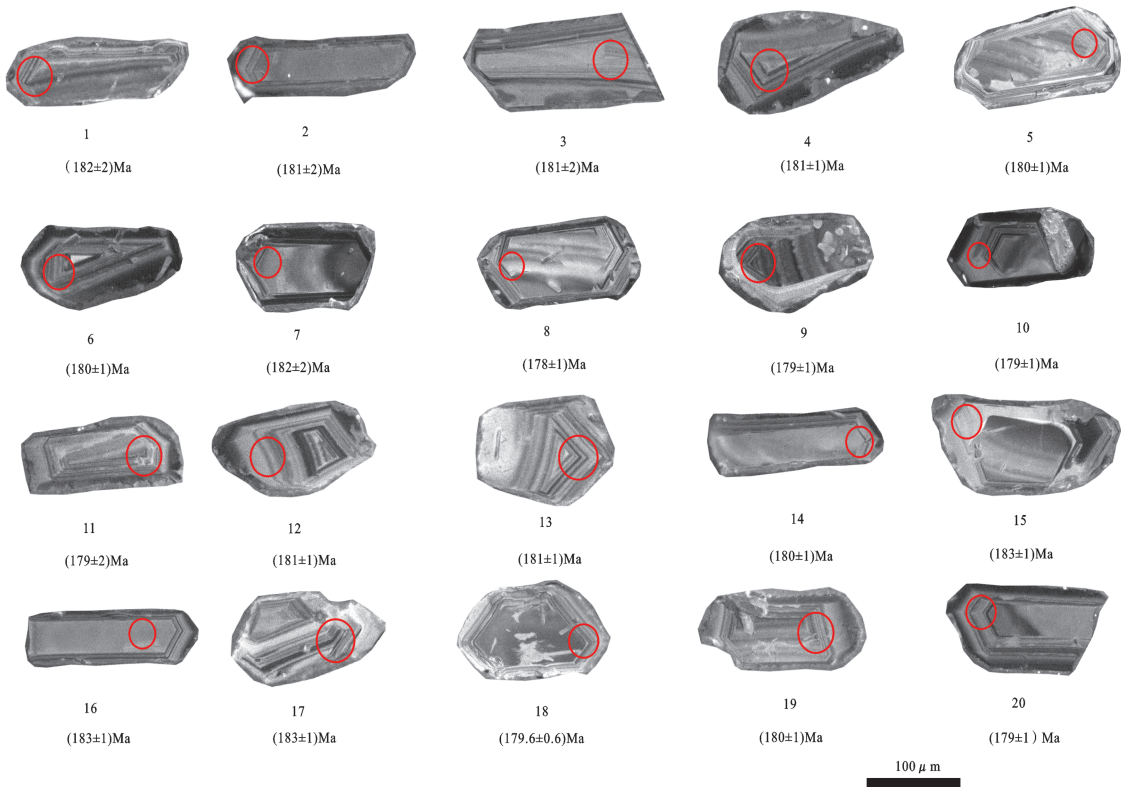 1 2 3 4 5
(182±2)Ma (181±2)Ma (181±2)Ma (181±1)Ma (180±1)Ma
6 7 8 9 10
(180±1)Ma (182±2)Ma (178±1)Ma (179±1)Ma (179±1)Ma
11 12 13 14 15
(179±2)Ma (181±1)Ma (181±1)Ma (180±1)Ma (183±1)Ma
16 17 18 19 20
(183±1)Ma (183±1)Ma (179.6±0.6)Ma (180±1)Ma (179±1) Ma
100 μ m